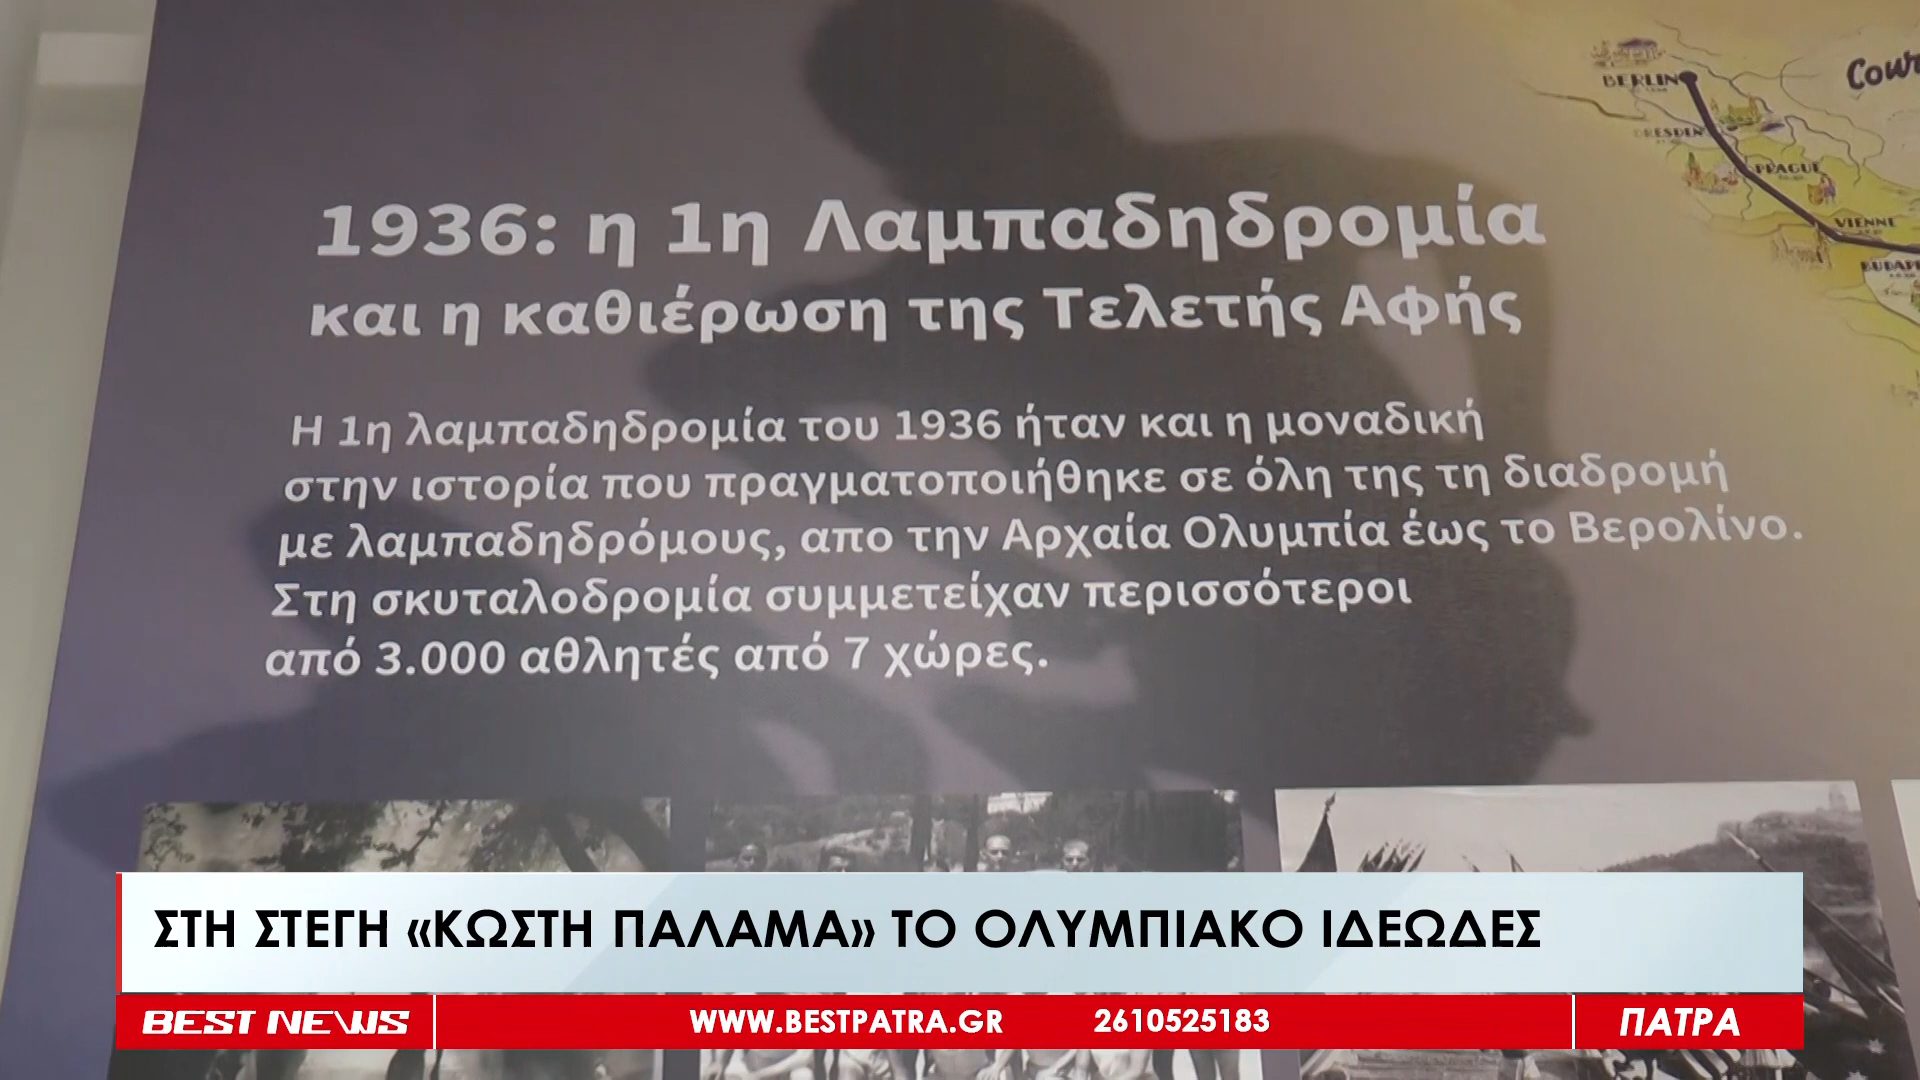 Cour
BERLIN
DRESDEN
PRAGUE
VIENNE
1936: η 1η Λαμπαδηδρομία
και η καθιέρωση της Τελετής Αφής
Η 1η λαμπαδηδρομία του 1936 ήταν και η μοναδική
στην ιστορία που πραγματοποιήθηκε σε όλη της τη διαδρομή
με λαμπαδηδρόμους, απο την Αρχαία Ολυμπία έως το Βερολίνο.
Στη σκυταλοδρομία συμμετείχαν περισσότεροι
από 3.000 αθλητές από 7 χώρες.
ΣΤΗ ΣΤΕΓΗ «ΚΩΣΤΗ ΠΑΛΑΜΑ» ΤΟ ΟΛΥΜΠΙΑΚΟ ΙΔΕΩΔΕΣ
BEST NEWS WWW.BESTPATRA.GR 2610525183 ΠΑΤΡΑ